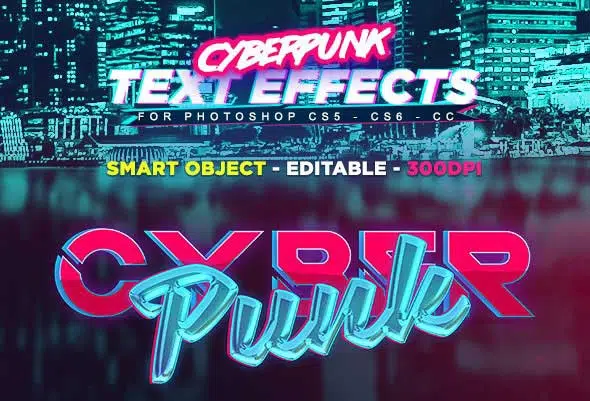 CYBERPUNK
TEXT EFFECTS
FOR PHOTOSHOP CS5 - CS6 - CC
SMART OBJECT - EDITABLE - 300DPI
CYBER
Punk